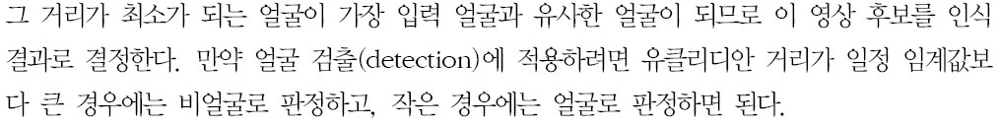 그 거리가 최소가 되는 얼굴이 가장 입력 얼굴과 유사한 얼굴이 되므로 이 영상 후보를 인식
결과로 결정한다. 만약 얼굴 검출(detection)에 적용하려면 유클리디안 거리가 일정 임계값보
다 큰 경우에는 비얼굴로 판정하고, 작은 경우에는 얼굴로 판정하면 된다.